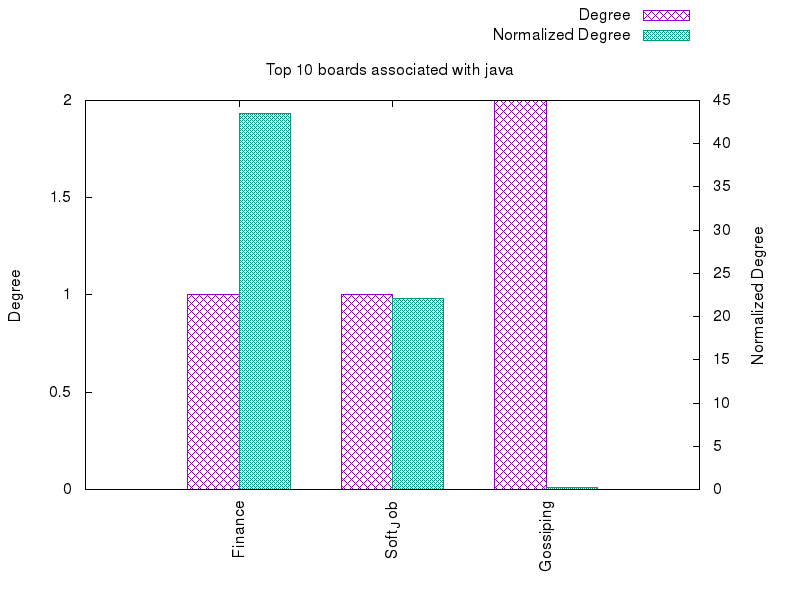 Degree
Normalized Degree
Top 10 boards associated with java
2
1.5
1
0.5
0
45
40
35
30
25
20
15
10
5
0
Degree
Normalized Degree
Finance
Soft_Job
Gossiping